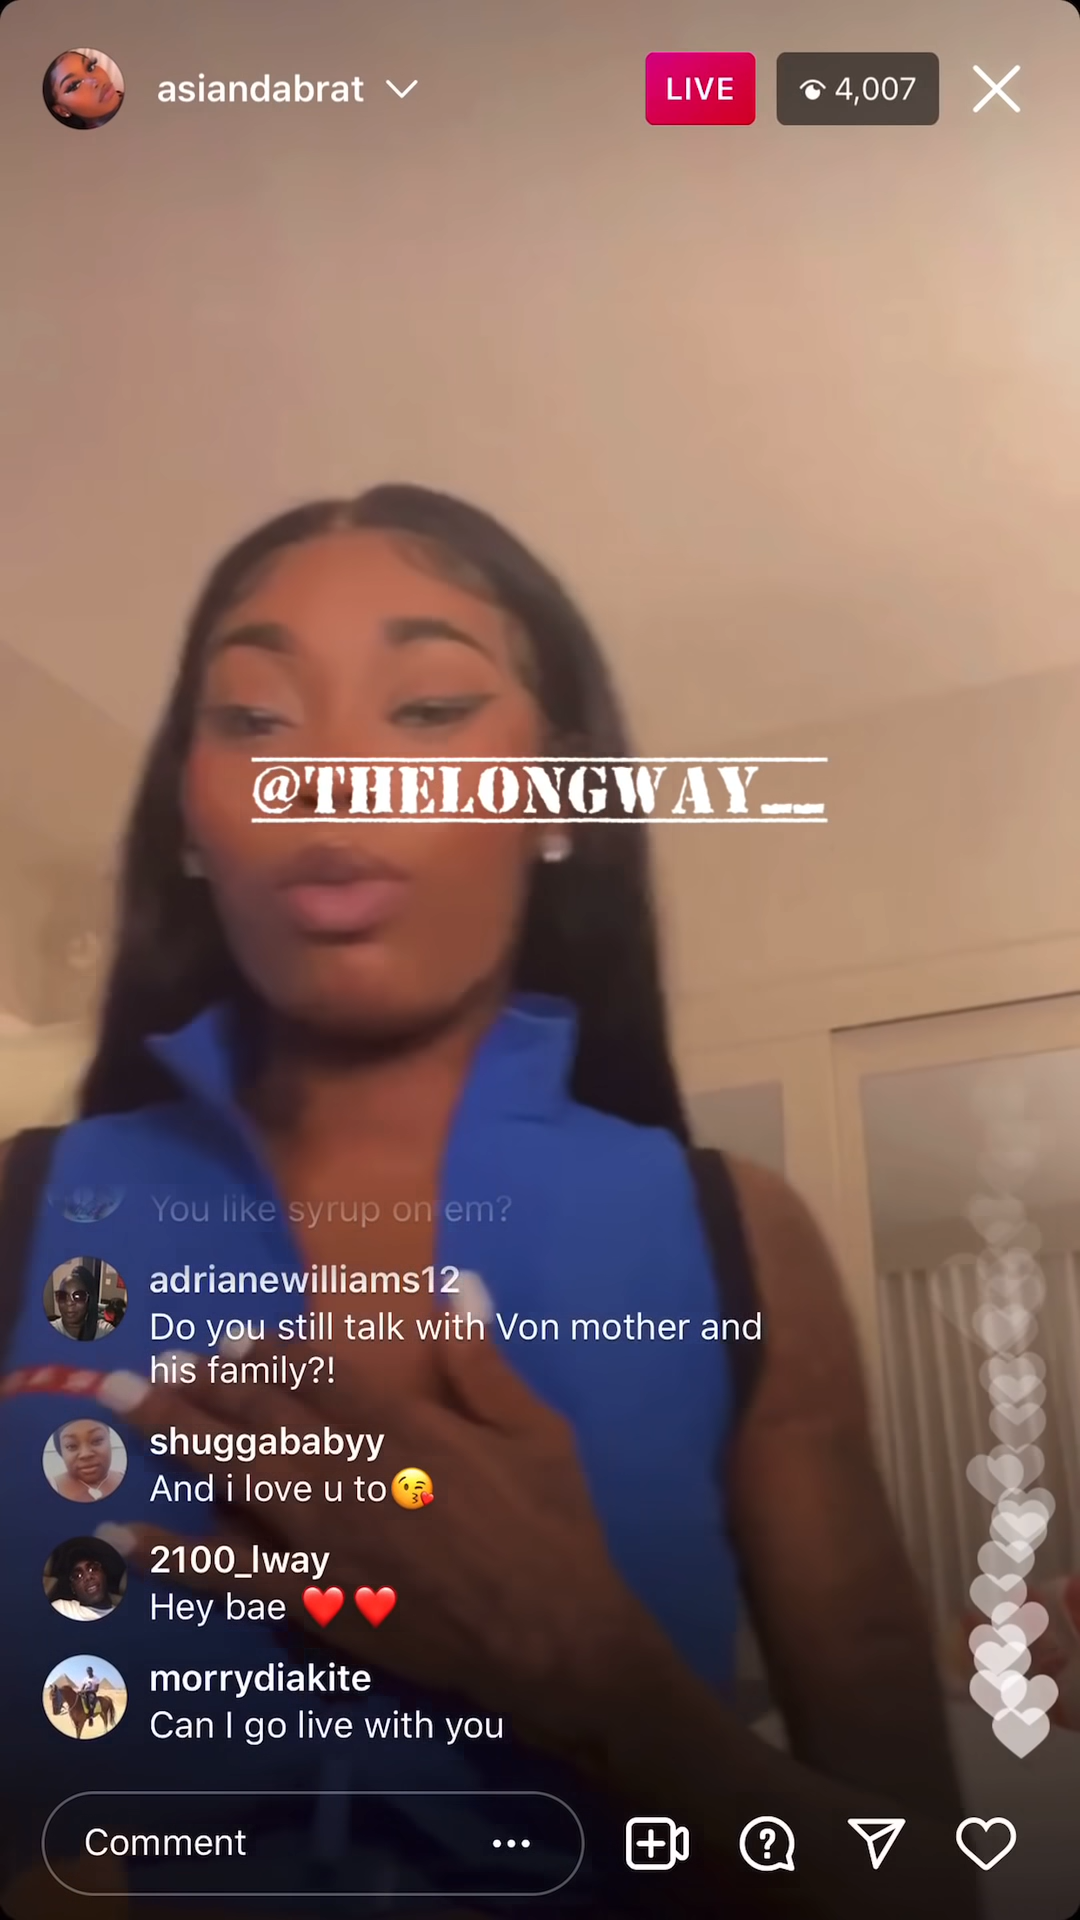 asiandabrat
LIVE
4,007
@THELONGWAY__
You like syrup on em?
adrianewilliams12
Do you still talk with Von mother and
his family?!
shuggababyy
And i love u to😘
2100_lway
Hey bae ❤️ ❤️
morrydiakite
Can I go live with you
Comment